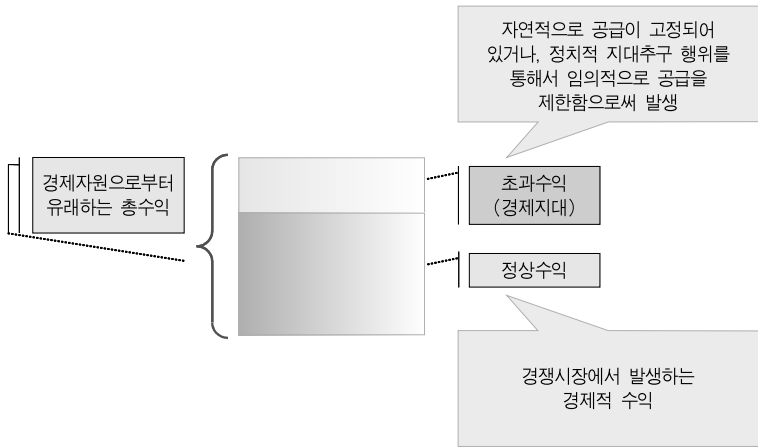 자연적으로 공급이 고정되어
있거나, 정치적 지대추구 행위를
통해서 임의적으로 공급을
제한함으로써 발생
경제자원으로부터
유래하는 총수익
초과수익
(경제지대)
정상수익
경쟁시장에서 발생하는
경제적 수익